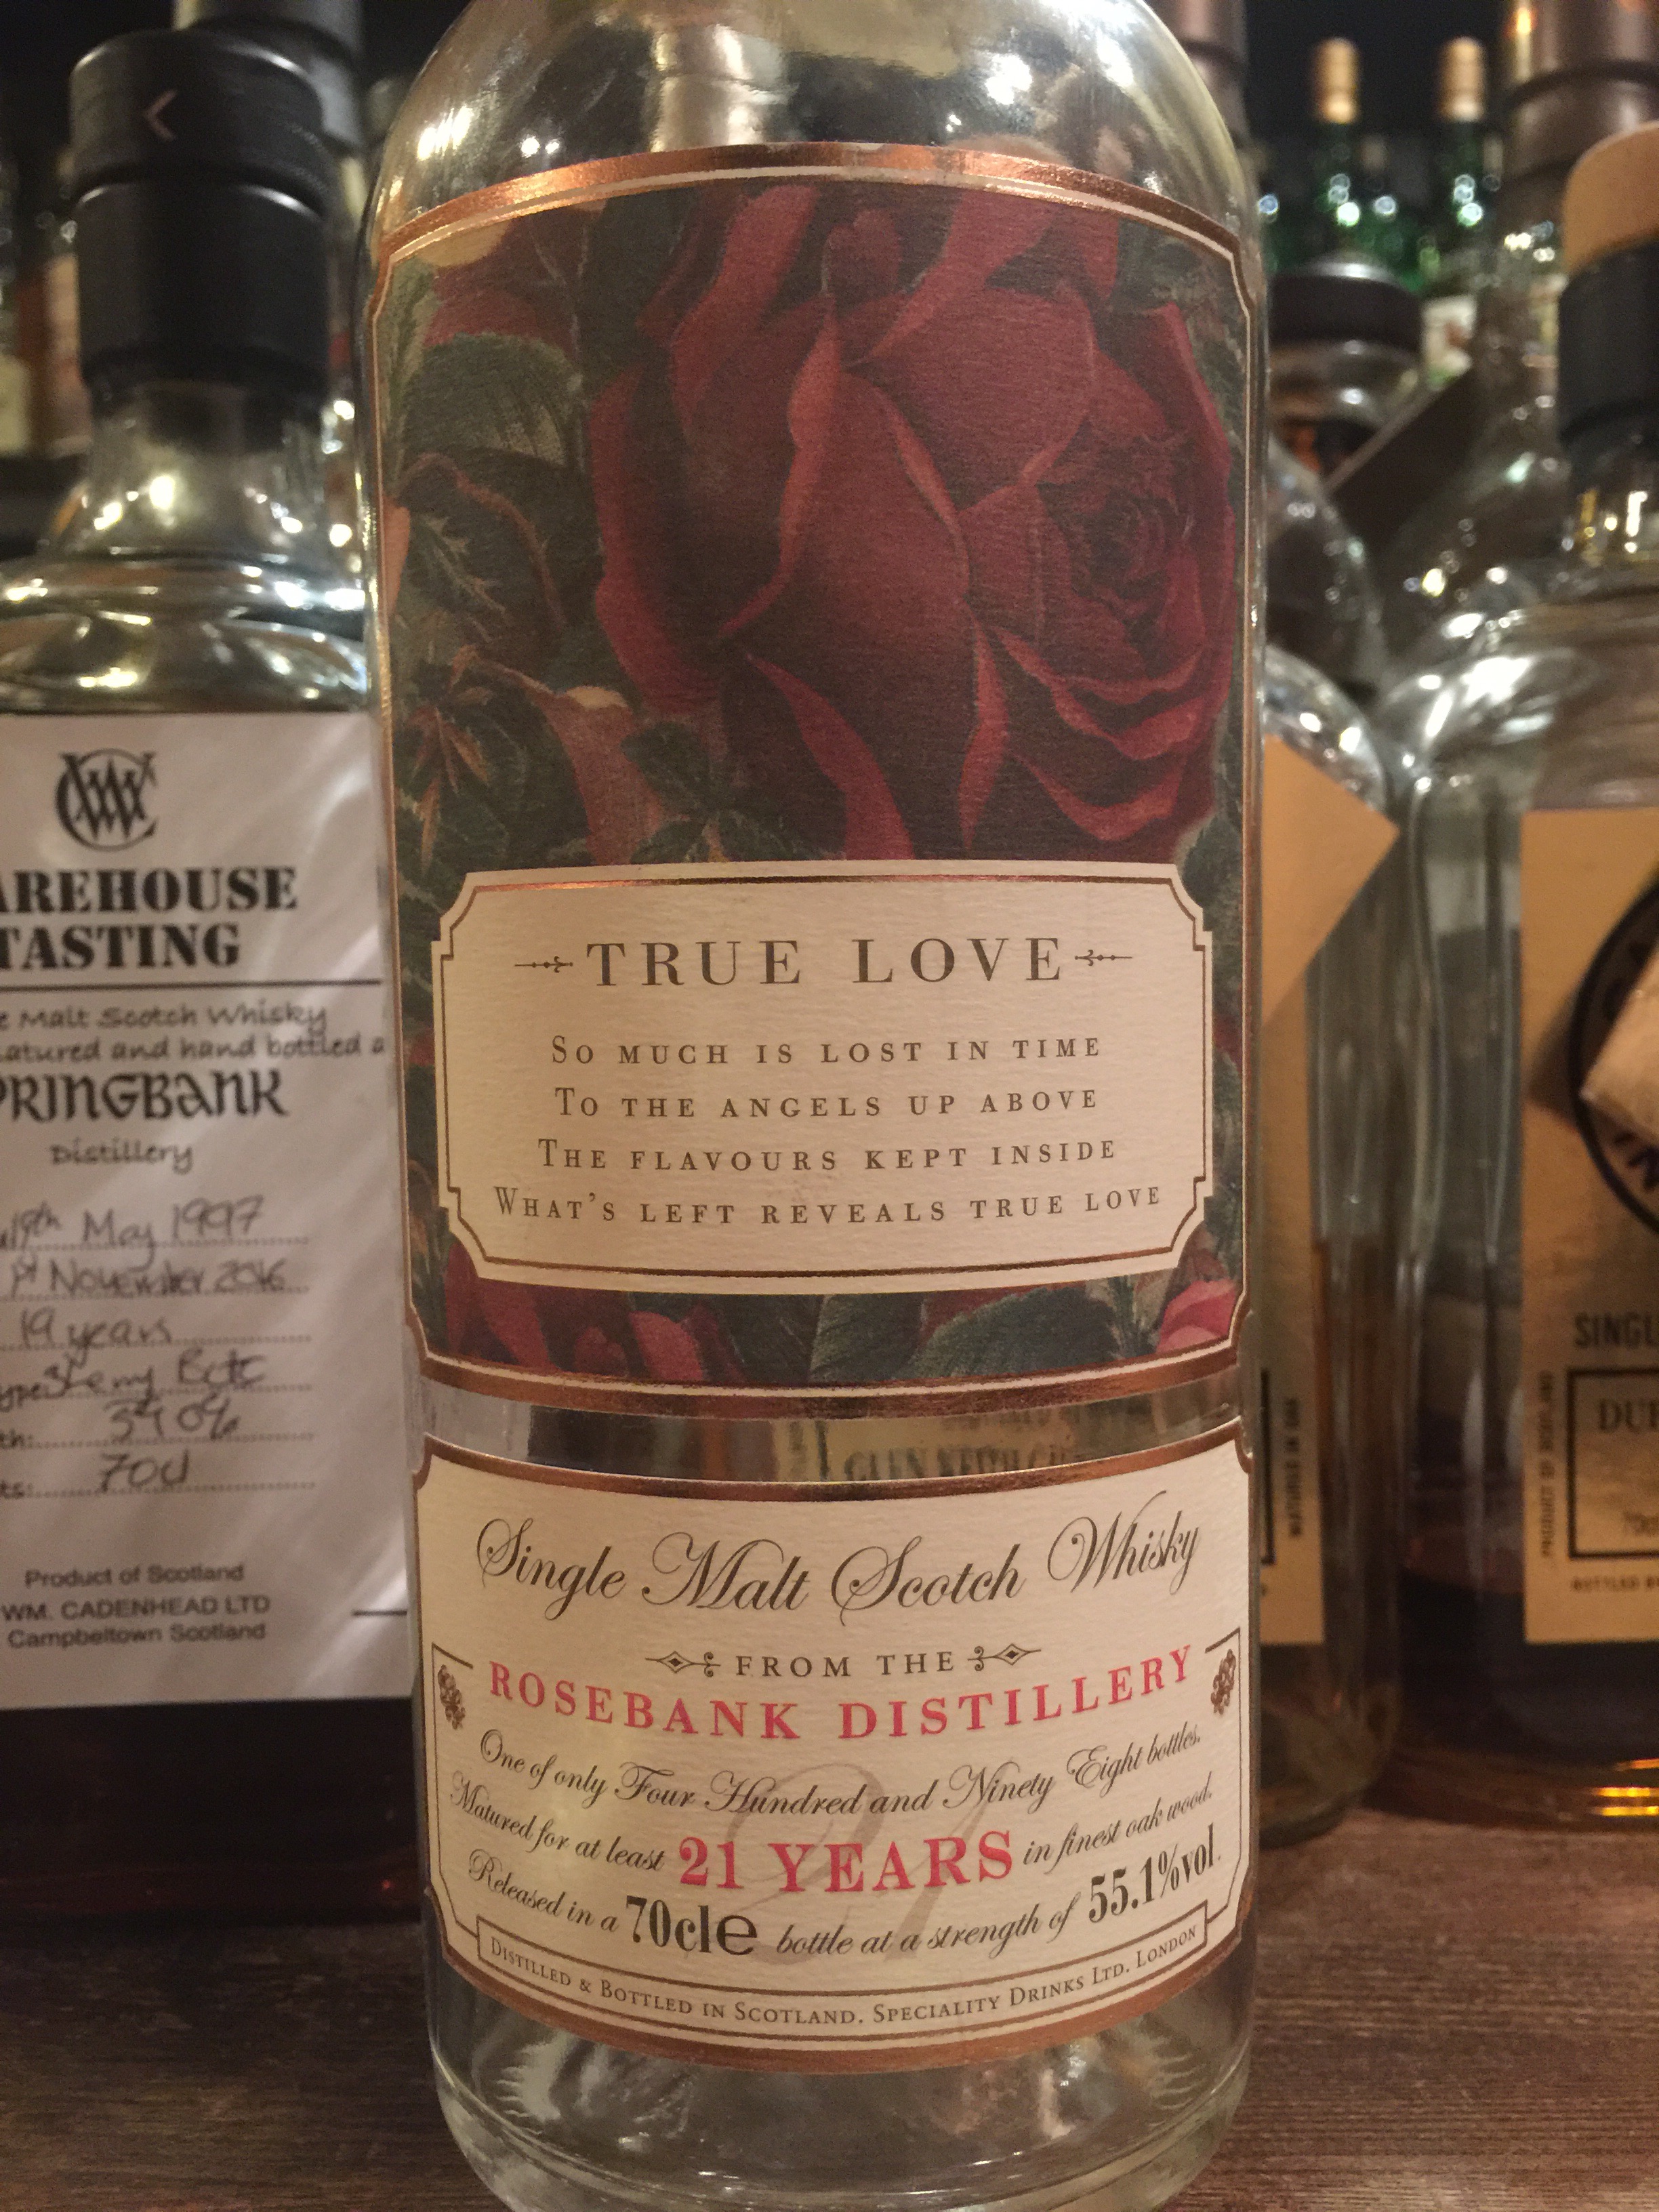 TRUE LOVE
SO MUCH IS LOST IN TIME
TO THE ANGELS UP ABOVE
THE FLAVOURS KEPT INSIDE
WHAT'S LEFT REVEALS TRUE LOVE
Single Malt Scotch Whisky
FROM THE
ROSEBANK DISTILLERY
One of only Four Hundred and Ninety Eight bottles.
Matured for at least 21 YEARS in finest oak wood.
Released in a 70cle bottle at a strength of 55.1%vol.
DISTILLED & BOTTLED IN SCOTLAND. SPECIALITY DRINKS LTD. LONDON
AREHOUSE
TASTING
Malt Scotch Whisky
atured and hand bottled a
PRINGBANK
Distillery
19th May 1997
November 2016
19 years
70cl
Product of Scotland
WM. CADENHEAD LTD
Campbeltown Scotland
SINGL
PRODUCT OF SCOTLAND